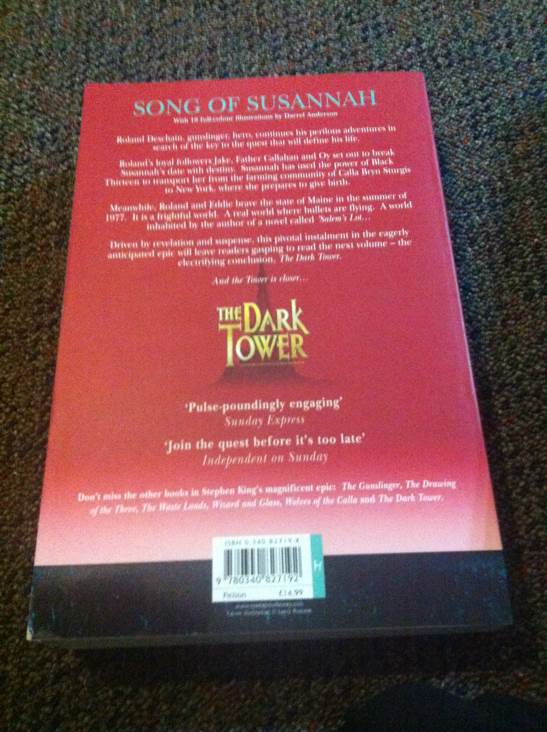 SONG OF SUSANNAH
With 18 full-colour illustrations by Darrel Anderson
Roland Deschain, gunslinger, hero, continues his perilous adventures in
search of the key to the quest that will define his life.
Roland's loyal followers Jake, Father Callahan and Oy set out to break
Susannah's date with destiny. Susannah has used the power of Black
Thirteen to transport her from the farming community of Calla Bryn Sturgis
to New York, where she prepares to give birth.
Meanwhile, Roland and Eddie brave the state of Maine in the summer of
1977. It is a frightful world. A real world where bullets are flying. A world
inhabited by the author of a novel called 'Salem's Lot...
Driven by revelation and suspense, this pivotal instalment in the eagerly
anticipated epic will leave readers gasping to read the next volume – the
electrifying conclusion, The Dark Tower.
And the Tower is closer...
THE DARK
TOWER
'Pulse-poundingly engaging'
Sunday Express
'Join the quest before it's too late'
Independent on Sunday
Don't miss the other books in Stephen King's magnificent epic: The Gunslinger, The Drawing
of the Three, The Waste Lands, Wizard and Glass, Wolves of the Calla and The Dark Tower.
ISBN 0-340-82719-8
9 780340 827192
H
Fiction £14.99